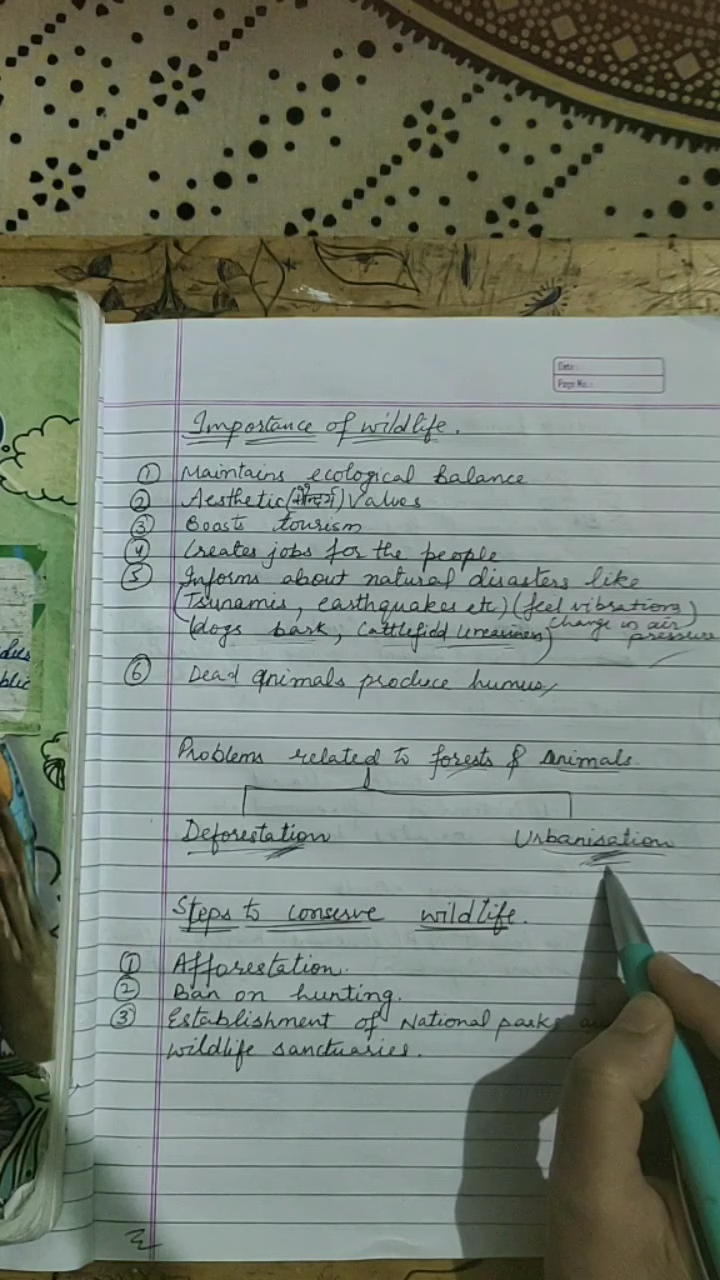 Date :
Page No. :
Importance of wildlife.
① Maintains ecological balance
② Aesthetic (सौन्दर्य) Values
③ Boosts tourism
④ Creates jobs for the people
⑤ Informs about natural disasters like
(Tsunamis, earthquakes etc) (feel vibrations)
(dogs bark, change in air pressure
⑥ Dead animals produce humus
Problems related to forests & animals
Deforestation Urbanisation
Steps to conserve wildlife.
① Afforestation.
② Ban on hunting.
③ Establishment of National parks
wildlife sanctuaries.